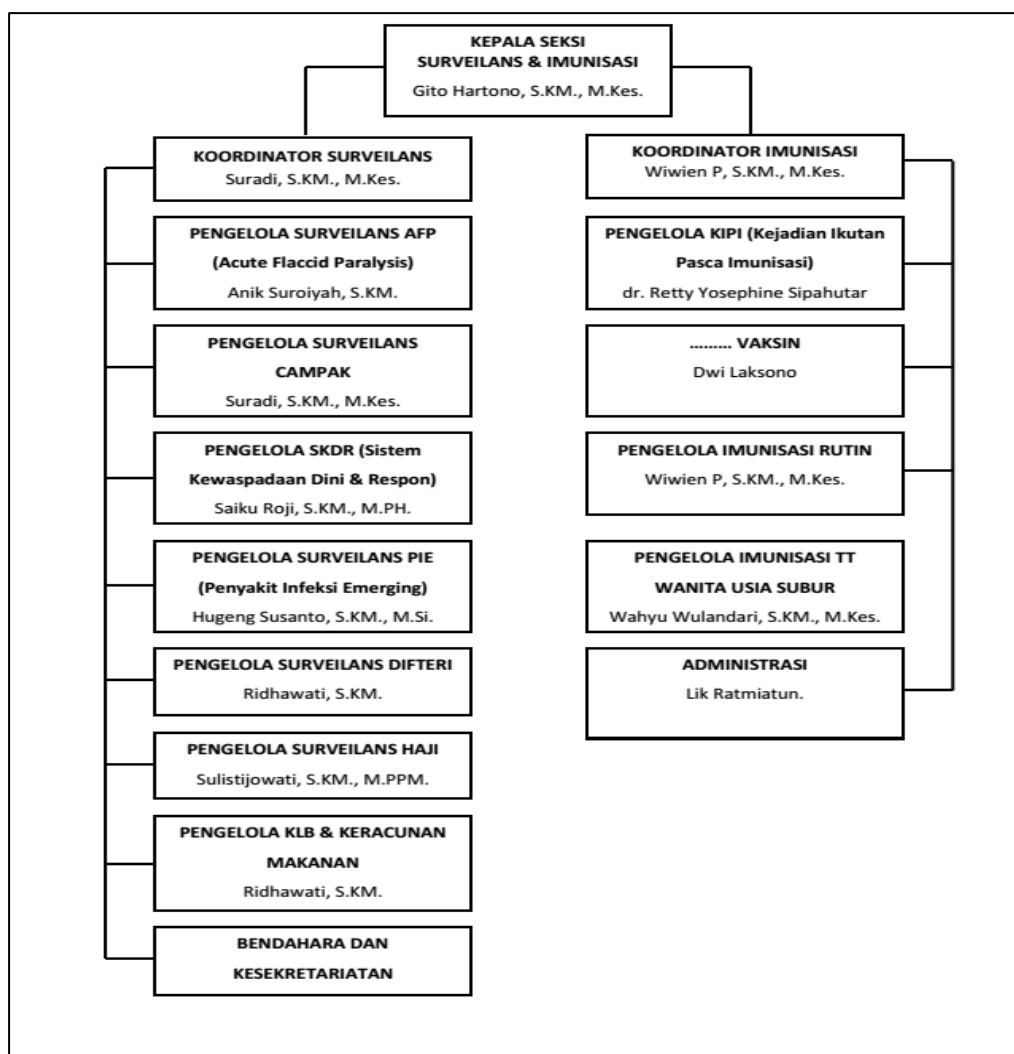 KEPALA SEKSI
SURVEILANS & IMUNISASI
Gito Hartono, S.KM., M.Kes.
KOORDINATOR SURVEILANS
Suradi, S.KM., M.Kes.
PENGELOLA SURVEILANS AFP
(Acute Flaccid Paralysis)
Anik Suroiyah, S.KM.
PENGELOLA SURVEILANS
CAMPAK
Suradi, S.KM., M.Kes.
PENGELOLA SKDR (Sistem
Kewaspadaan Dini & Respon)
Saiku Roji, S.KM., M.PH.
PENGELOLA SURVEILANS PIE
(Penyakit Infeksi Emerging)
Hugeng Susanto, S.KM., M.Si.
PENGELOLA SURVEILANS DIFTERI
Ridhawati, S.KM.
PENGELOLA SURVEILANS HAJI
Sulistijowati, S.KM., M.PPM.
PENGELOLA KLB & KERACUNAN
MAKANAN
Ridhawati, S.KM.
BENDAHARA DAN
KESEKRETARIATAN
KOORDINATOR IMUNISASI
Wiwien P, S.KM., M.Kes.
PENGELOLA KIPI (Kejadian Ikutan
Pasca Imunisasi)
dr. Retty Yosephine Sipahutar
......... VAKSIN
Dwi Laksono
PENGELOLA IMUNISASI RUTIN
Wiwien P, S.KM., M.Kes.
PENGELOLA IMUNISASI TT
WANITA USIA SUBUR
Wahyu Wulandari, S.KM., M.Kes.
ADMINISTRASI
Lik Ratmiatun.